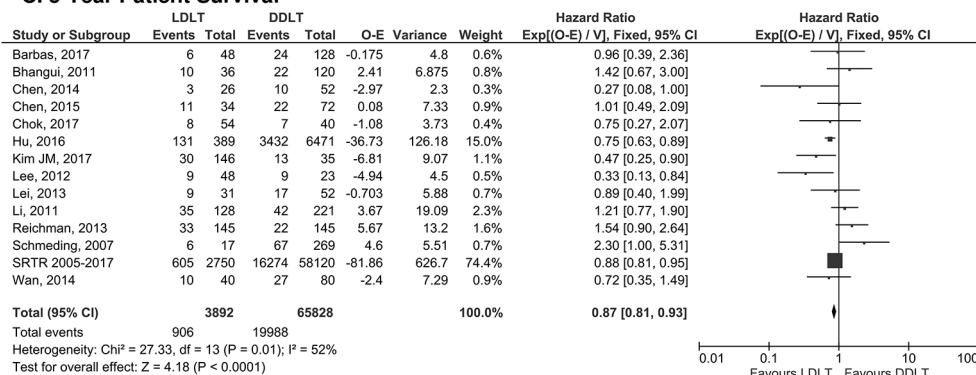 C. 5-Year Patient Survival
LDLT DDLT Hazard Ratio Hazard Ratio
Study or Subgroup Events Total Events Total O-E Variance Weight Exp[(O-E) / V], Fixed, 95% CI Exp[(O-E) / V], Fixed, 95% CI
Barbas, 2017 6 48 24 128 -0.175 4.8 0.6% 0.96 [0.39, 2.36]
Bhangui, 2011 10 36 22 120 2.41 6.875 0.8% 1.42 [0.67, 3.00]
Chen, 2014 3 26 10 52 -2.97 2.3 0.3% 0.27 [0.08, 1.00]
Chen, 2015 11 34 22 72 0.08 7.33 0.9% 1.01 [0.49, 2.09]
Chok, 2017 8 54 7 40 -1.08 3.73 0.4% 0.75 [0.27, 2.07]
Hu, 2016 131 389 3432 6471 -36.73 126.18 15.0% 0.75 [0.63, 0.89]
Kim JM, 2017 30 146 13 35 -6.81 9.07 1.1% 0.47 [0.25, 0.90]
Lee, 2012 9 48 9 23 -4.94 4.5 0.5% 0.33 [0.13, 0.84]
Lei, 2013 9 31 17 52 -0.703 5.88 0.7% 0.89 [0.40, 1.99]
Li, 2011 35 128 42 221 3.67 19.09 2.3% 1.21 [0.77, 1.90]
Reichman, 2013 33 145 22 145 5.67 13.2 1.6% 1.54 [0.90, 2.64]
Schmeding, 2007 6 17 67 269 4.6 5.51 0.7% 2.30 [1.00, 5.31]
SRTR 2005-2017 605 2750 16274 58120 -81.86 626.7 74.4% 0.88 [0.81, 0.95]
Wan, 2014 10 40 27 80 -2.4 7.29 0.9% 0.72 [0.35, 1.49]
Total (95% CI) 3892 65828 100.0% 0.87 [0.81, 0.93]
Total events 906 19988
Heterogeneity: Chi² = 27.33, df = 13 (P = 0.01); I² = 52%
Test for overall effect: Z = 4.18 (P < 0.0001)
0.01 0.1 1 10 100
Favours LDLT Favours DDLT